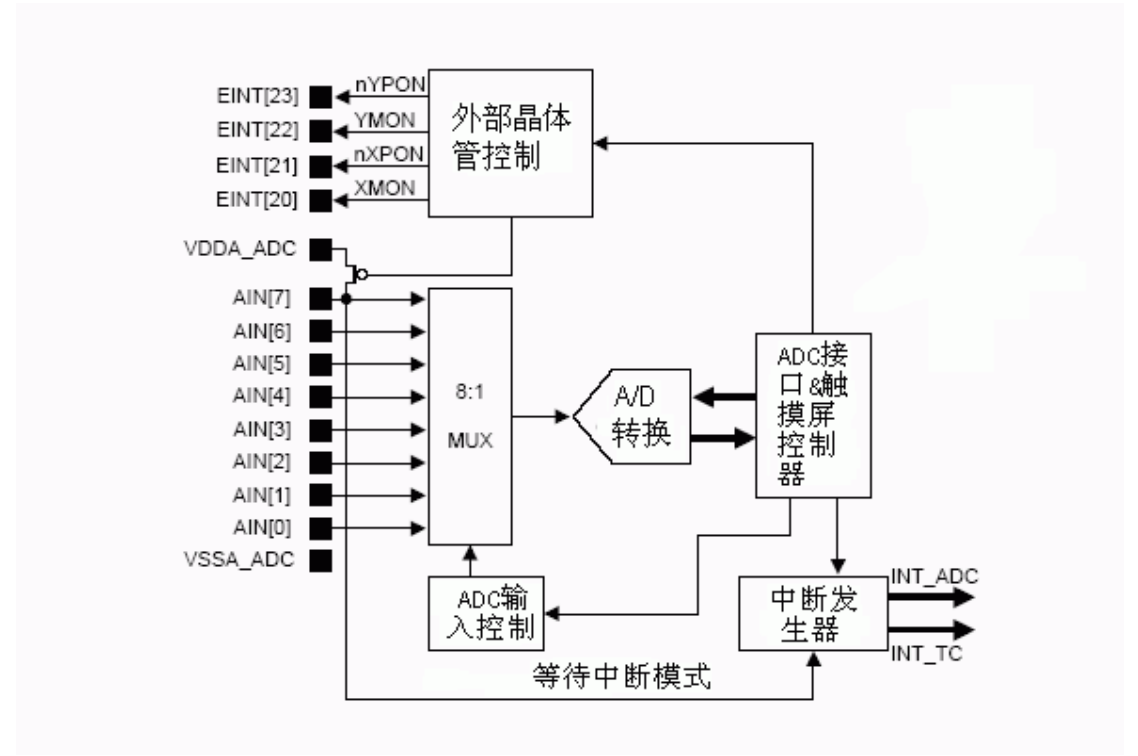 EINT[23]
nYPON
EINT[22]
YMON
EINT[21]
nXPON
EINT[20]
XMON
外部晶体
管控制
VDDA_ADC
AIN[7]
AIN[6]
AIN[5]
AIN[4]
AIN[3]
AIN[2]
AIN[1]
AIN[0]
VSSA_ADC
8:1
MUX
A/D
转换
ADC接
口&触
摸屏
控制
器
ADC输
入控制
中断发
生器
INT_ADC
INT_TC
等待中断模式